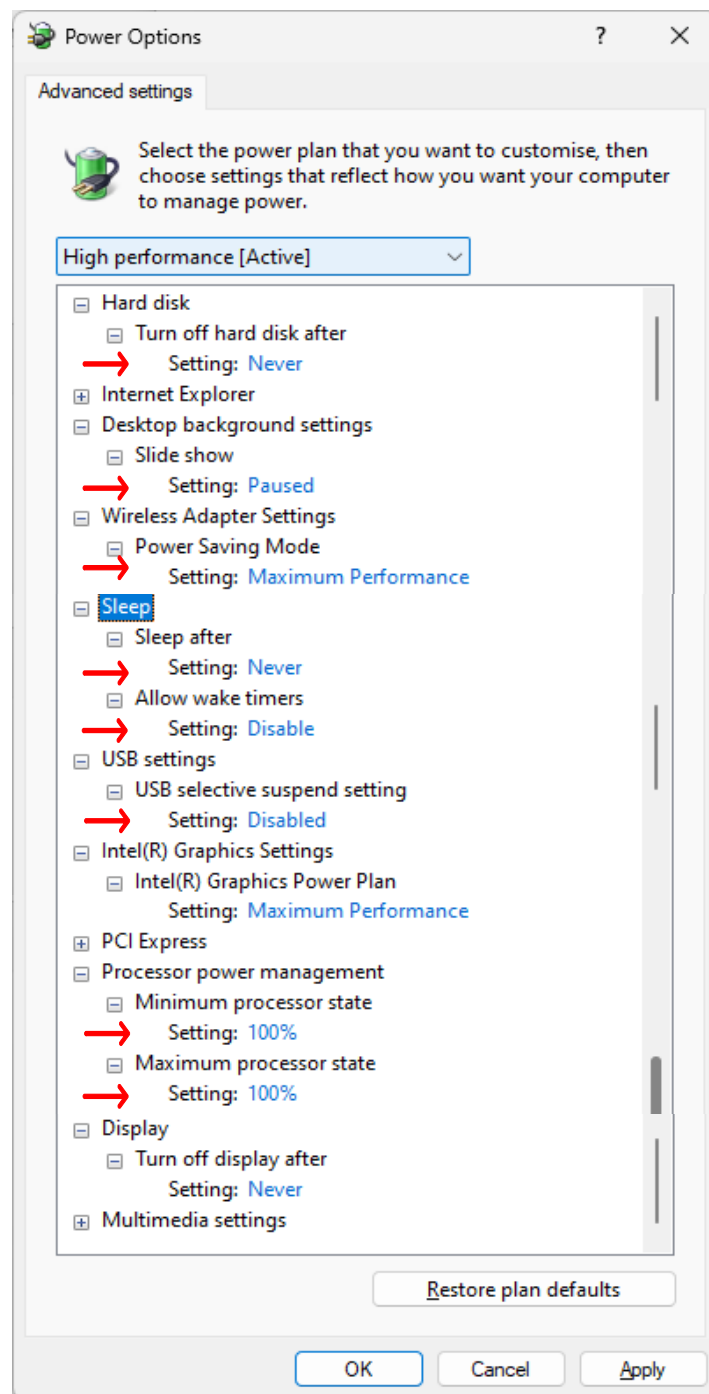 Power Options
?
Advanced settings
Select the power plan that you want to customise, then
choose settings that reflect how you want your computer
to manage power.
High performance [Active]
Hard disk
Turn off hard disk after
Setting: Never
Internet Explorer
Desktop background settings
Slide show
Setting: Paused
Wireless Adapter Settings
Power Saving Mode
Setting: Maximum Performance
Sleep
Sleep after
Setting: Never
Allow wake timers
Setting: Disable
USB settings
USB selective suspend setting
Setting: Disabled
Intel(R) Graphics Settings
Intel(R) Graphics Power Plan
Setting: Maximum Performance
PCI Express
Processor power management
Minimum processor state
Setting: 100%
Maximum processor state
Setting: 100%
Display
Turn off display after
Setting: Never
Multimedia settings
Restore plan defaults
OK Cancel Apply